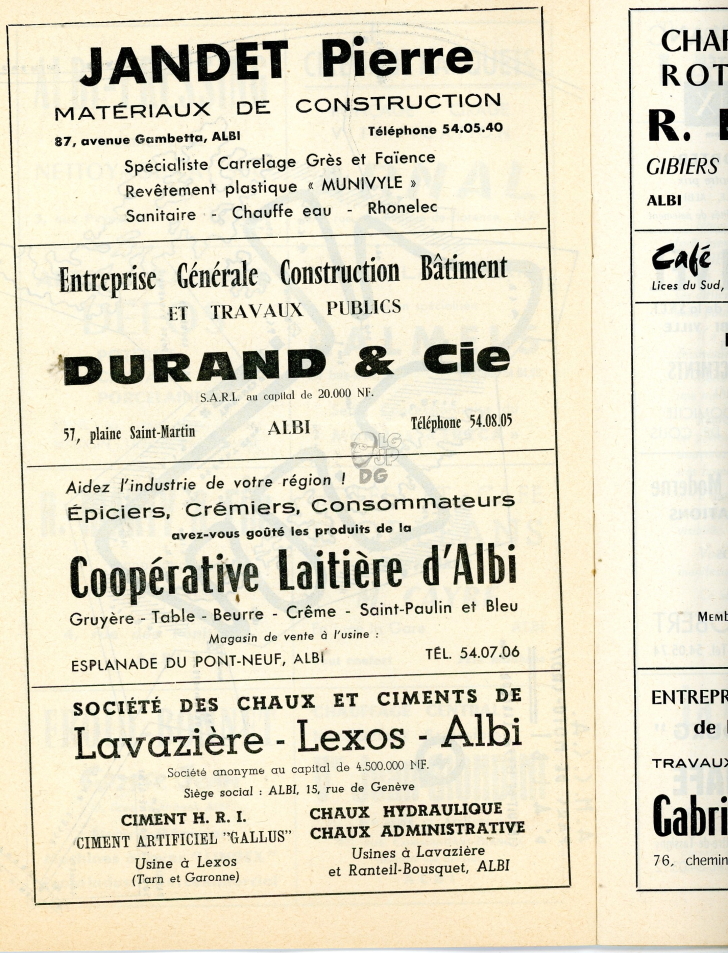 JANDET Pierre
MATÉRIAUX DE CONSTRUCTION
87, avenue Gambetta, ALBI Téléphone 54.05.40
Spécialiste Carrelage Grès et Faïence
Revêtement plastique « MUNIVYLE »
Sanitaire - Chauffe eau - Rhonelec
Entreprise Générale Construction Bâtiment
ET TRAVAUX PUBLICS
DURAND & Cie
S.A.R.L. au capital de 20.000 NF.
57, plaine Saint-Martin ALBI Téléphone 54.08.05
LG
JP
DG
Aidez l'industrie de votre région !
Épiciers, Crémiers, Consommateurs
avez-vous goûté les produits de la
Coopérative Laitière d'Albi
Gruyère - Table - Beurre - Crême - Saint-Paulin et Bleu
Magasin de vente à l'usine :
ESPLANADE DU PONT-NEUF, ALBI TÉL. 54.07.06
SOCIÉTÉ DES CHAUX ET CIMENTS DE
Lavazière - Lexos - Albi
Société anonyme au capital de 4.500.000 NF.
Siège social : ALBI, 15, rue de Genève
CIMENT H. R. I.
CIMENT ARTIFICIEL "GALLUS"
Usine à Lexos
(Tarn et Garonne)
CHAUX HYDRAULIQUE
CHAUX ADMINISTRATIVE
Usines à Lavazière
et Ranteil-Bousquet, ALBI
CHAR
ROT
R.
GIBIERS
ALBI
Café
Lices du Sud,
MEMB
ENTREPR
de
TRAVAUX
Gabri
76, chemin